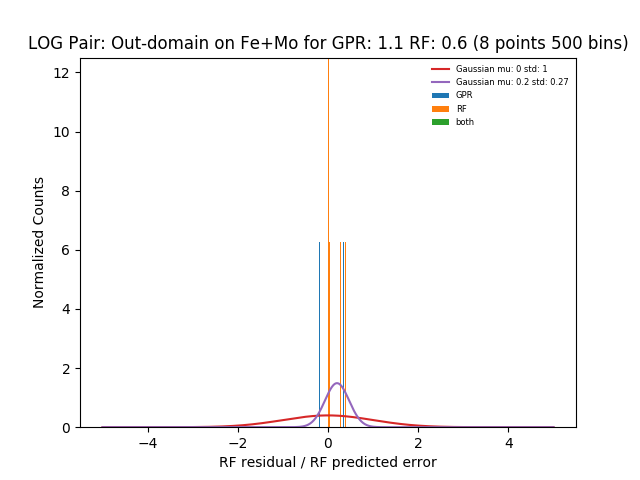 LOG Pair: Out-domain on Fe+Mo for GPR: 1.1 RF: 0.6 (8 points 500 bins)
Gaussian mu: 0 std: 1
Gaussian mu: 0.2 std: 0.27
GPR
RF
both
Normalized Counts
12
10
8
6
4
2
0
−4 −2 0 2 4
RF residual / RF predicted error